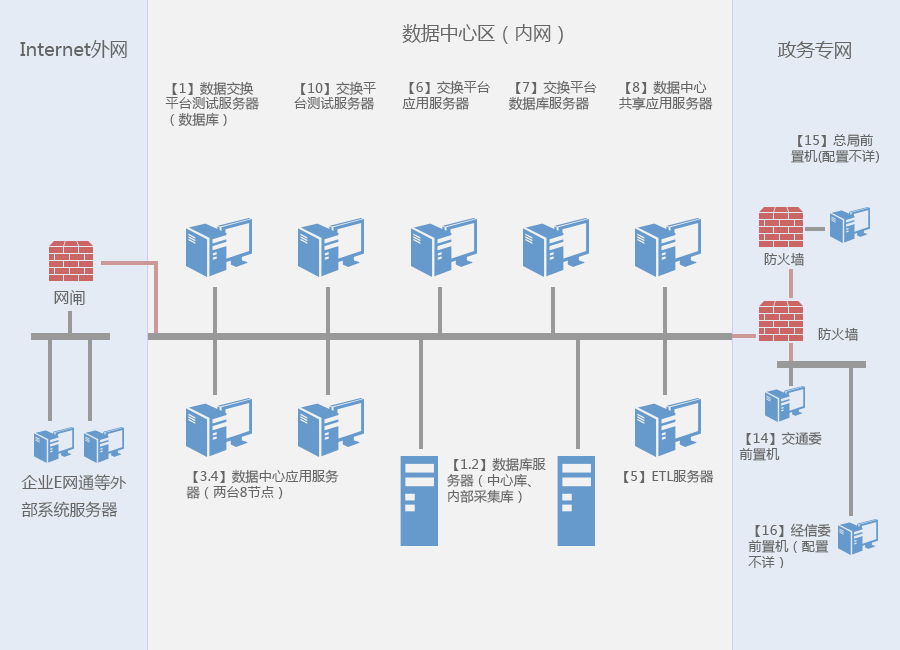 Internet外网
数据中心区（内网）
政务专网
【1】数据交换
平台测试服务器
（数据库）
【10】交换平
台测试服务器
【6】交换平台
应用服务器
【7】交换平台
数据库服务器
【8】数据中心
共享应用服务器
【15】总局前
置机(配置不详)
防火墙
网闸
防火墙
【14】交通委
前置机
企业E网通等外
部系统服务器
【3.4】数据中心应用服务
器（两台8节点）
【1.2】数据库服
务器（中心库、
内部采集库）
【5】ETL服务器
【16】经信委
前置机（配置
不详）